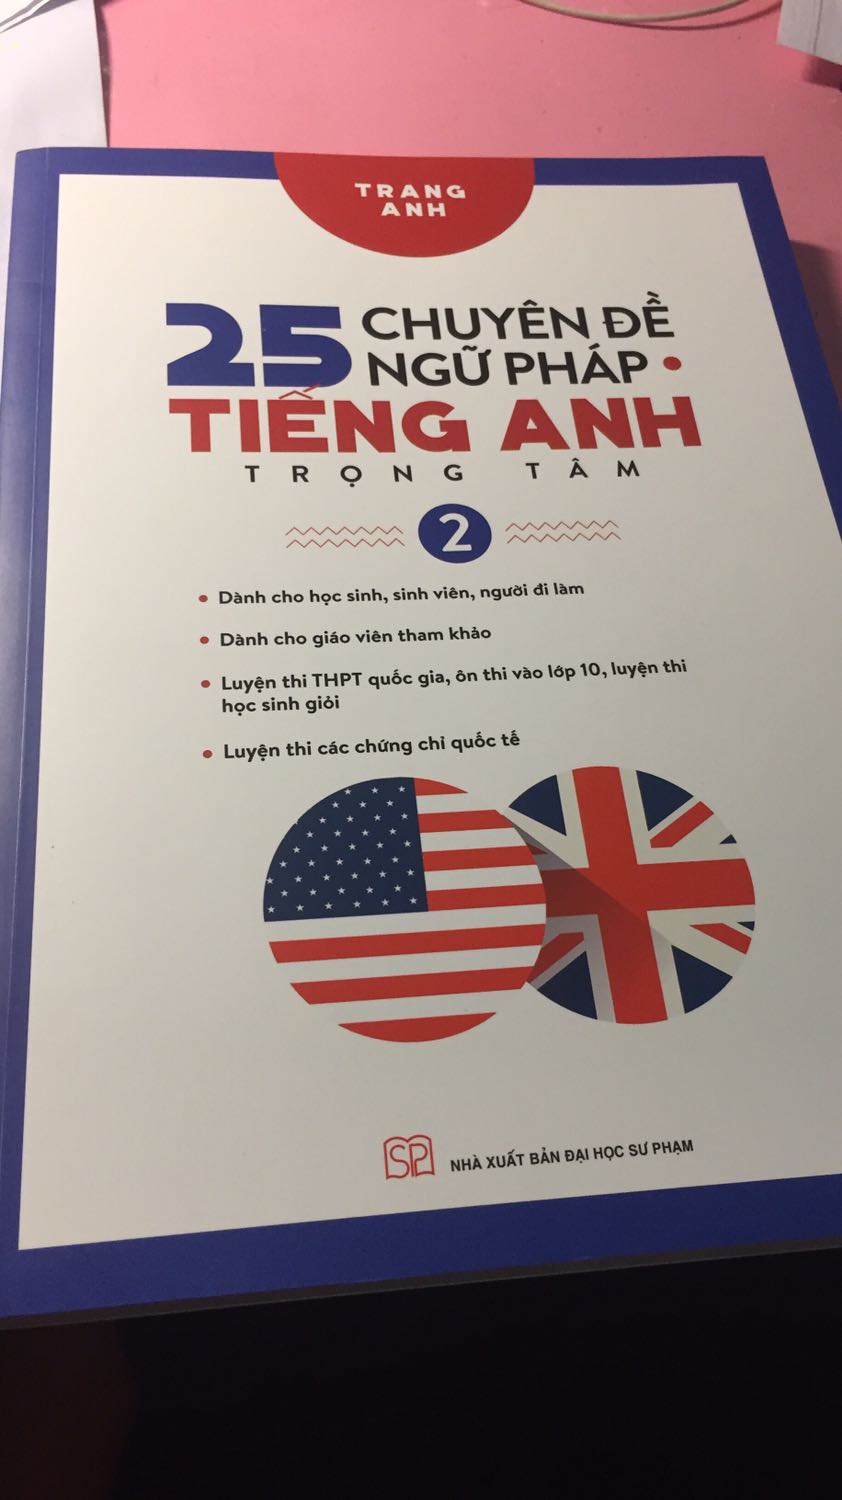 TRANG
ANH
25 CHUYÊN ĐỀ
NGỮ PHÁP •
TIẾNG ANH
TRỌNG TÂM
2
• Dành cho học sinh, sinh viên, người đi làm
• Dành cho giáo viên tham khảo
• Luyện thi THPT quốc gia, ôn thi vào lớp 10, luyện thi
học sinh giỏi
• Luyện thi các chứng chỉ quốc tế
SP NHÀ XUẤT BẢN ĐẠI HỌC SƯ PHẠM